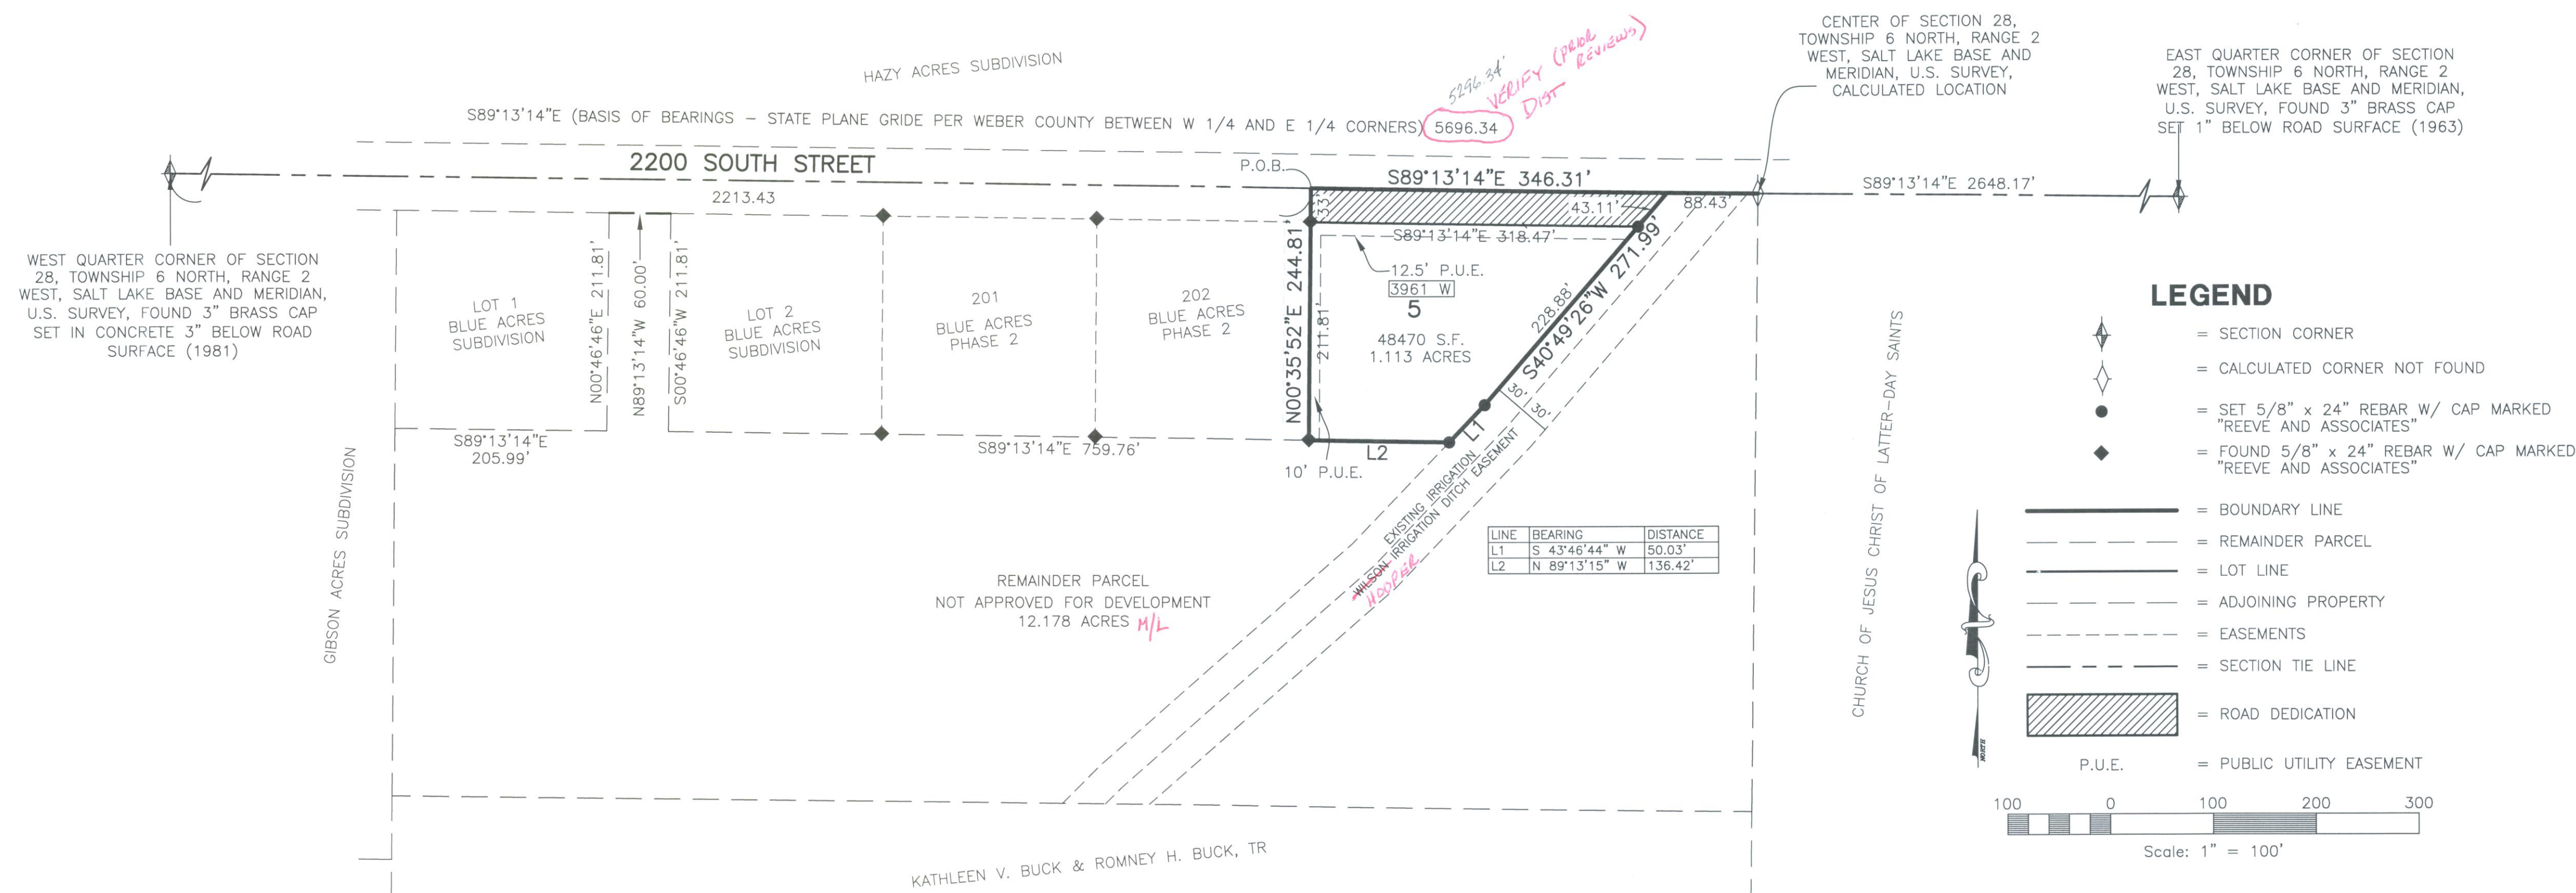 HAZY ACRES SUBDIVISION
5296.34'
VERIFY (PRIOR
REVIEWS)
DIST
S89°13'14"E (BASIS OF BEARINGS – STATE PLANE GRIDE PER WEBER COUNTY BETWEEN W 1/4 AND E 1/4 CORNERS) 5696.34
CENTER OF SECTION 28,
TOWNSHIP 6 NORTH, RANGE 2
WEST, SALT LAKE BASE AND
MERIDIAN, U.S. SURVEY,
CALCULATED LOCATION
EAST QUARTER CORNER OF SECTION
28, TOWNSHIP 6 NORTH, RANGE 2
WEST, SALT LAKE BASE AND MERIDIAN,
U.S. SURVEY, FOUND 3" BRASS CAP
SET 1" BELOW ROAD SURFACE (1963)
2200 SOUTH STREET
P.O.B.
S89°13'14"E 346.31'
S89°13'14"E 2648.17'
2213.43
33'
43.11'
88.43'
S89°13'14"E 318.47'
WEST QUARTER CORNER OF SECTION
28, TOWNSHIP 6 NORTH, RANGE 2
WEST, SALT LAKE BASE AND MERIDIAN,
U.S. SURVEY, FOUND 3" BRASS CAP
SET IN CONCRETE 3" BELOW ROAD
SURFACE (1981)
LOT 1
BLUE ACRES
SUBDIVISION
N00°46'46"E 211.81'
N89°13'14"W 60.00'
S00°46'46"W 211.81'
LOT 2
BLUE ACRES
SUBDIVISION
201
BLUE ACRES
PHASE 2
202
BLUE ACRES
PHASE 2
N00°35'52"E 244.81
211.81'
12.5' P.U.E.
3961 W
5
48470 S.F.
1.113 ACRES
228.88'
S40°49'26"W 271.99'
30'
30'
L1
L2
10' P.U.E.
S89°13'14"E
205.99'
S89°13'14"E 759.76'
GIBSON ACRES SUBDIVISION
EXISTING IRRIGATION
WILSON IRRIGATION DITCH EASEMENT
HOOPER
REMAINDER PARCEL
NOT APPROVED FOR DEVELOPMENT
12.178 ACRES M/L
LINE BEARING DISTANCE
L1 S 43°46'44" W 50.03'
L2 N 89°13'15" W 136.42'
CHURCH OF JESUS CHRIST OF LATTER-DAY SAINTS
KATHLEEN V. BUCK & ROMNEY H. BUCK, TR
LEGEND
= SECTION CORNER
= CALCULATED CORNER NOT FOUND
= SET 5/8" x 24" REBAR W/ CAP MARKED
"REEVE AND ASSOCIATES"
= FOUND 5/8" x 24" REBAR W/ CAP MARKED
"REEVE AND ASSOCIATES"
= BOUNDARY LINE
= REMAINDER PARCEL
= LOT LINE
= ADJOINING PROPERTY
= EASEMENTS
= SECTION TIE LINE
= ROAD DEDICATION
P.U.E. = PUBLIC UTILITY EASEMENT
NORTH
100 0 100 200 300
Scale: 1" = 100'